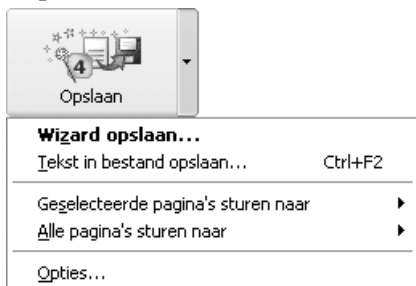 4
Opslaan
Wizard opslaan...
Tekst in bestand opslaan... Ctrl+F2
Geselecteerde pagina's sturen naar
Alle pagina's sturen naar
Opties...